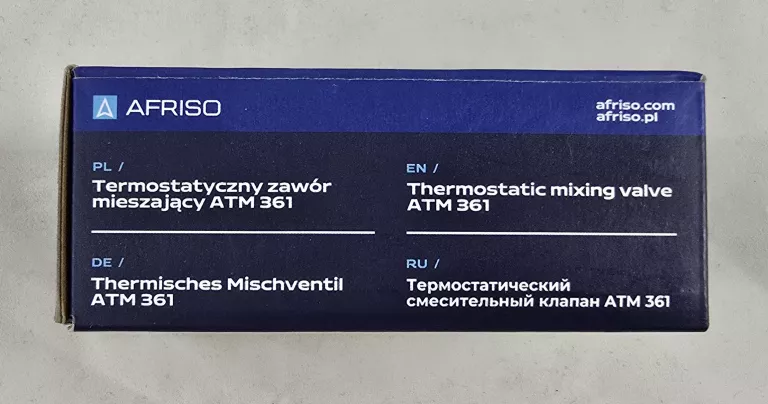 AFRISO
afriso.com
afriso.pl
PL /
Termostatyczny zawór
mieszający ATM 361
EN /
Thermostatic mixing valve
ATM 361
DE /
Thermisches Mischventil
ATM 361
RU /
Термостатический
смесительный клапан ATM 361